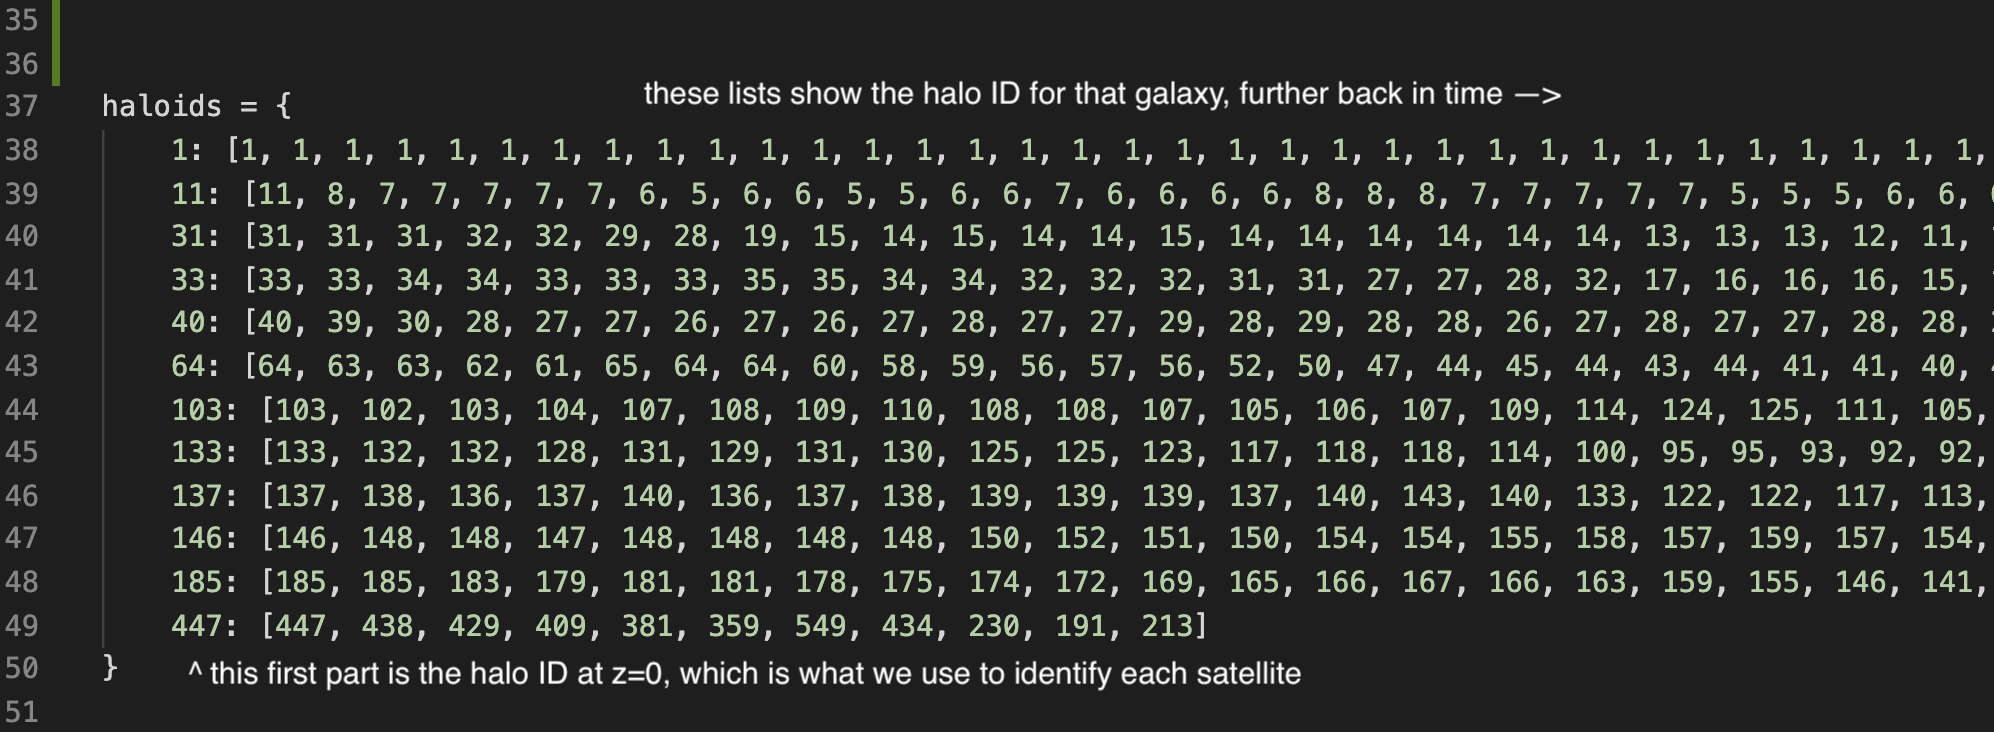 35
36
these lists show the halo ID for that galaxy, further back in time —>
37 haloids = {
38 1: [1, 1, 1, 1, 1, 1, 1, 1, 1, 1, 1, 1, 1, 1, 1, 1, 1, 1, 1, 1, 1, 1, 1, 1, 1, 1, 1, 1, 1, 1, 1, 1, 1, 1,
39 11: [11, 8, 7, 7, 7, 7, 7, 6, 5, 6, 6, 5, 5, 6, 6, 7, 6, 6, 6, 6, 8, 8, 8, 7, 7, 7, 7, 7, 5, 5, 5, 6, 6,
40 31: [31, 31, 31, 32, 32, 29, 28, 19, 15, 14, 15, 14, 14, 15, 14, 14, 14, 14, 14, 14, 13, 13, 13, 12, 11,
41 33: [33, 33, 34, 34, 33, 33, 33, 35, 35, 34, 34, 32, 32, 32, 31, 31, 27, 27, 28, 32, 17, 16, 16, 16, 15,
42 40: [40, 39, 30, 28, 27, 27, 26, 27, 26, 27, 28, 27, 27, 29, 28, 29, 28, 28, 26, 27, 28, 27, 27, 28, 28,
43 64: [64, 63, 63, 62, 61, 65, 64, 64, 60, 58, 59, 56, 57, 56, 52, 50, 47, 44, 45, 44, 43, 44, 41, 41, 40,
44 103: [103, 102, 103, 104, 107, 108, 109, 110, 108, 108, 107, 105, 106, 107, 109, 114, 124, 125, 111, 105,
45 133: [133, 132, 132, 128, 131, 129, 131, 130, 125, 125, 123, 117, 118, 118, 114, 100, 95, 95, 93, 92, 92,
46 137: [137, 138, 136, 137, 140, 136, 137, 138, 139, 139, 139, 137, 140, 143, 140, 133, 122, 122, 117, 113,
47 146: [146, 148, 148, 147, 148, 148, 148, 148, 150, 152, 151, 150, 154, 154, 155, 158, 157, 159, 157, 154,
48 185: [185, 185, 183, 179, 181, 181, 178, 175, 174, 172, 169, 165, 166, 167, 166, 163, 159, 155, 146, 141,
49 447: [447, 438, 429, 409, 381, 359, 549, 434, 230, 191, 213]
50 } ^ this first part is the halo ID at z=0, which is what we use to identify each satellite
51